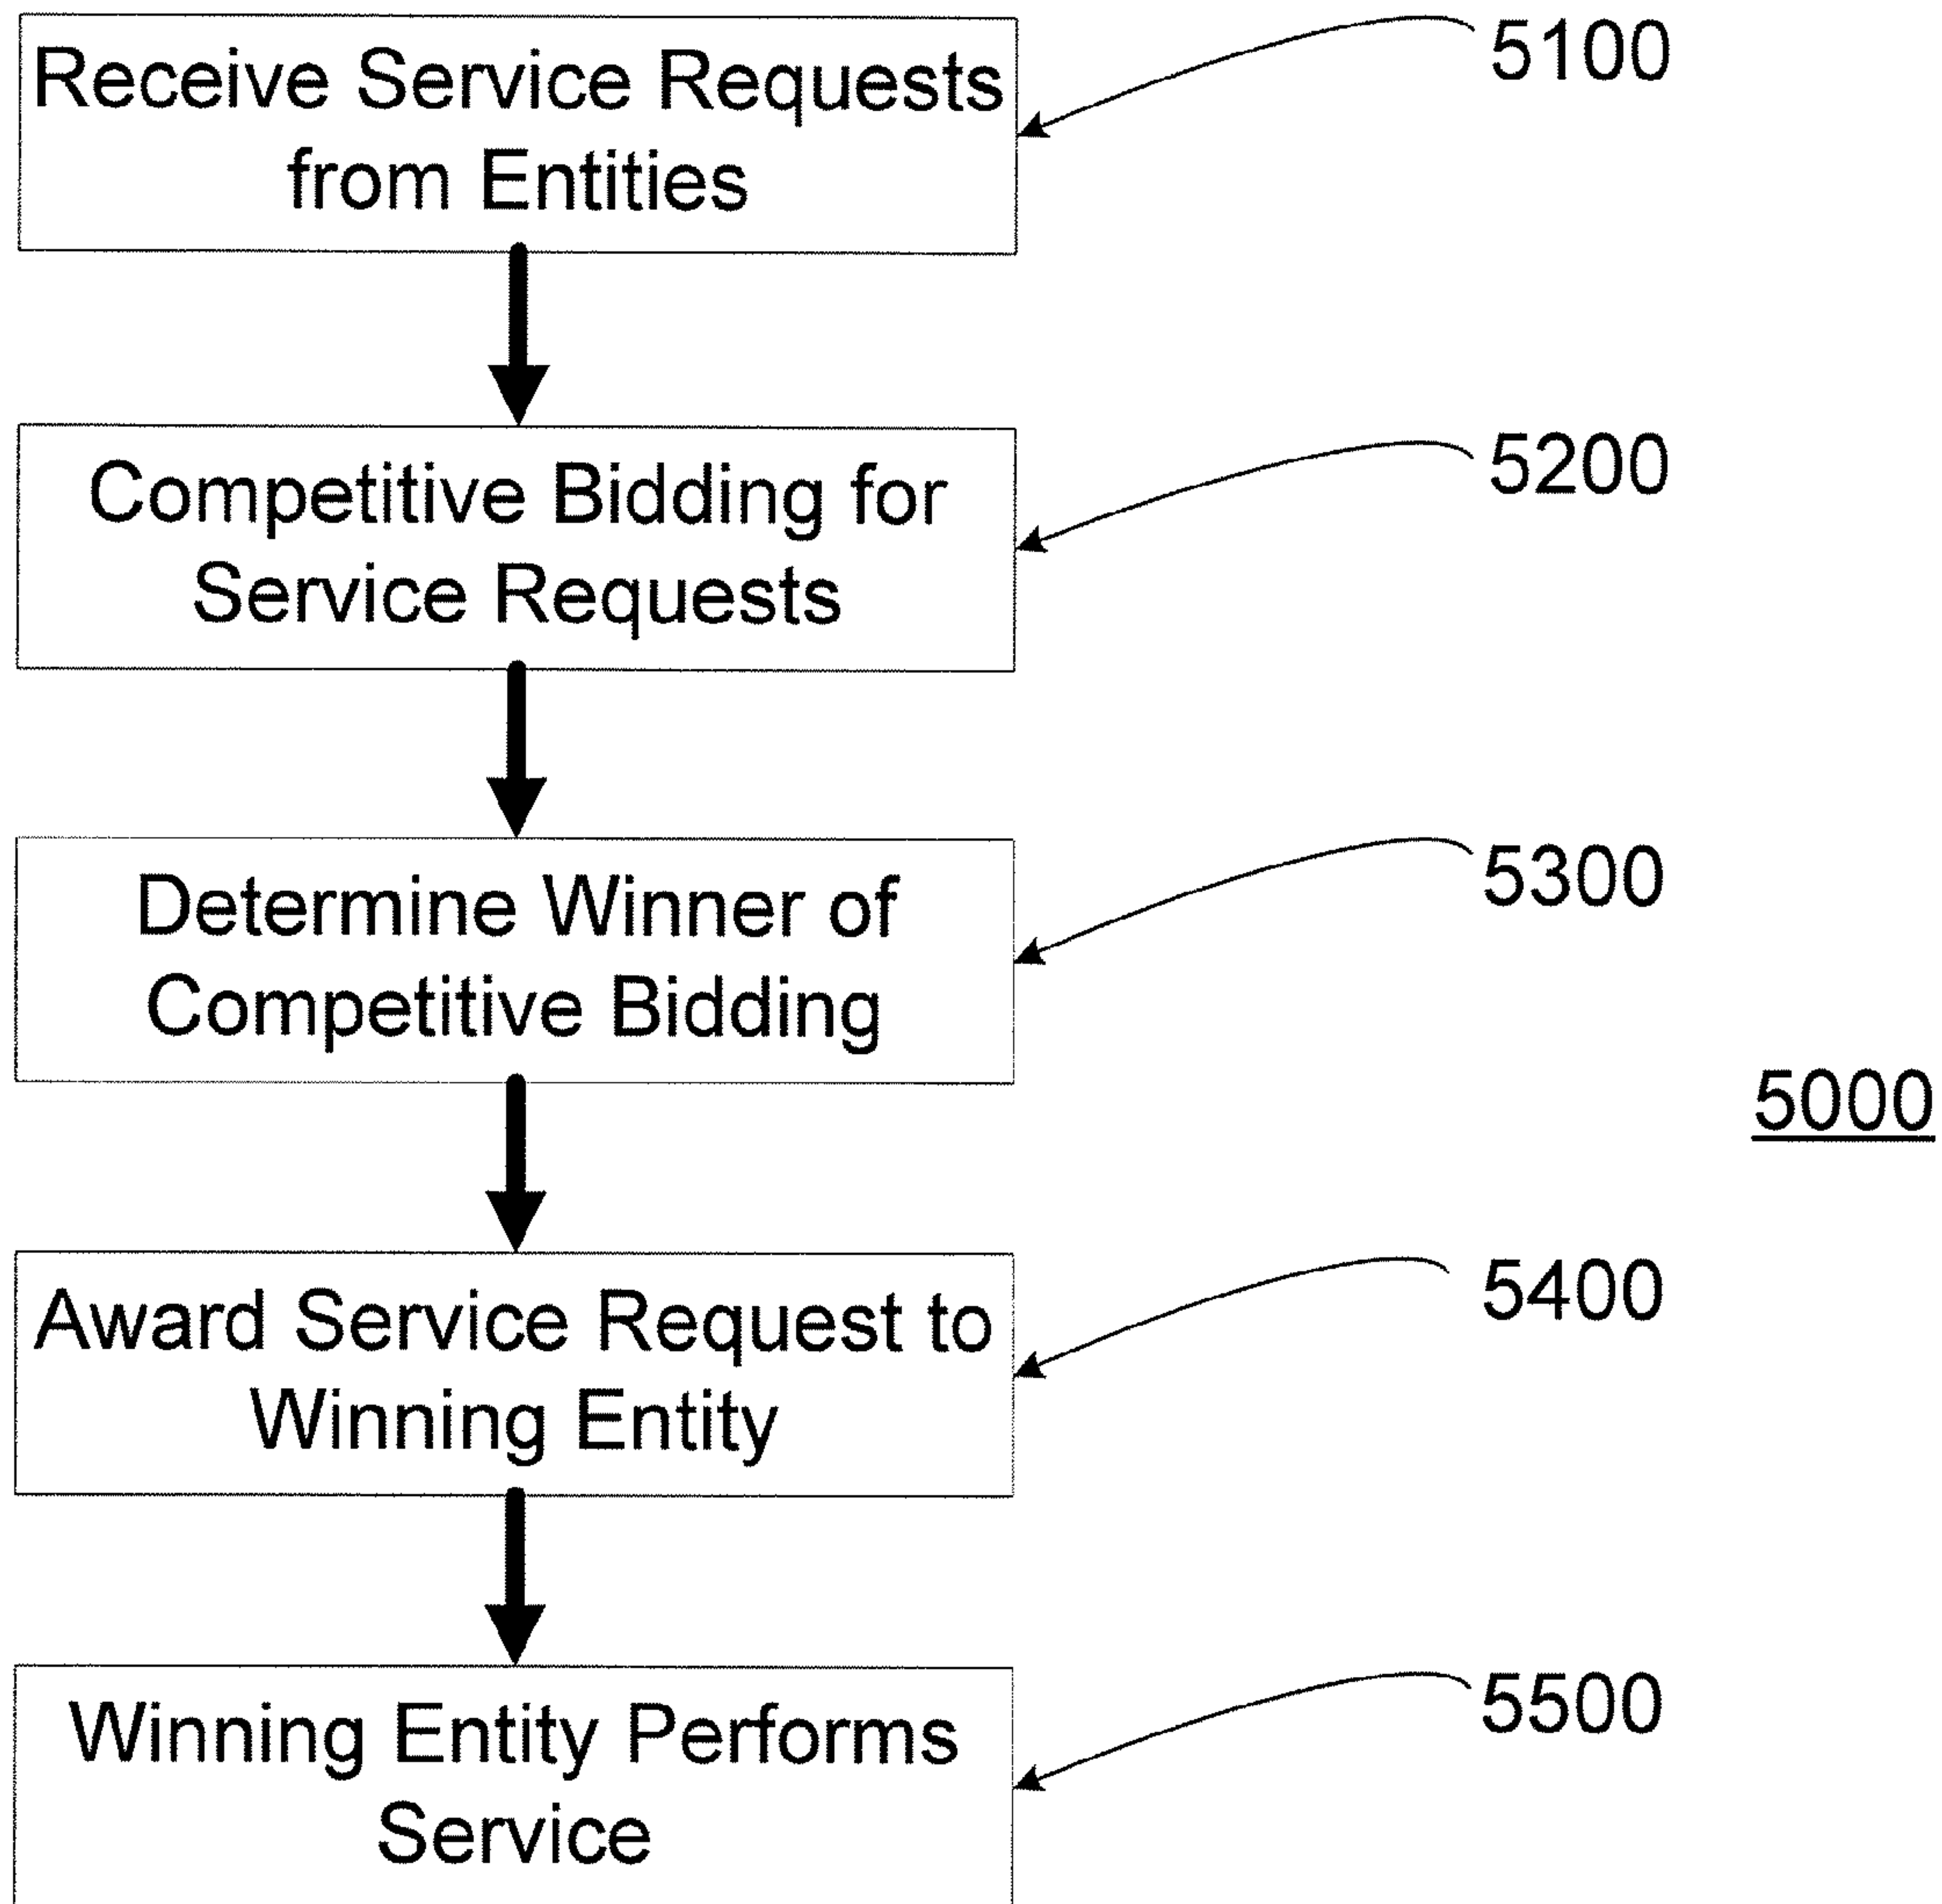 Receive Service Requests
from Entities
5100
Competitive Bidding for
Service Requests
5200
Determine Winner of
Competitive Bidding
5300
5000
Award Service Request to
Winning Entity
5400
Winning Entity Performs
Service
5500